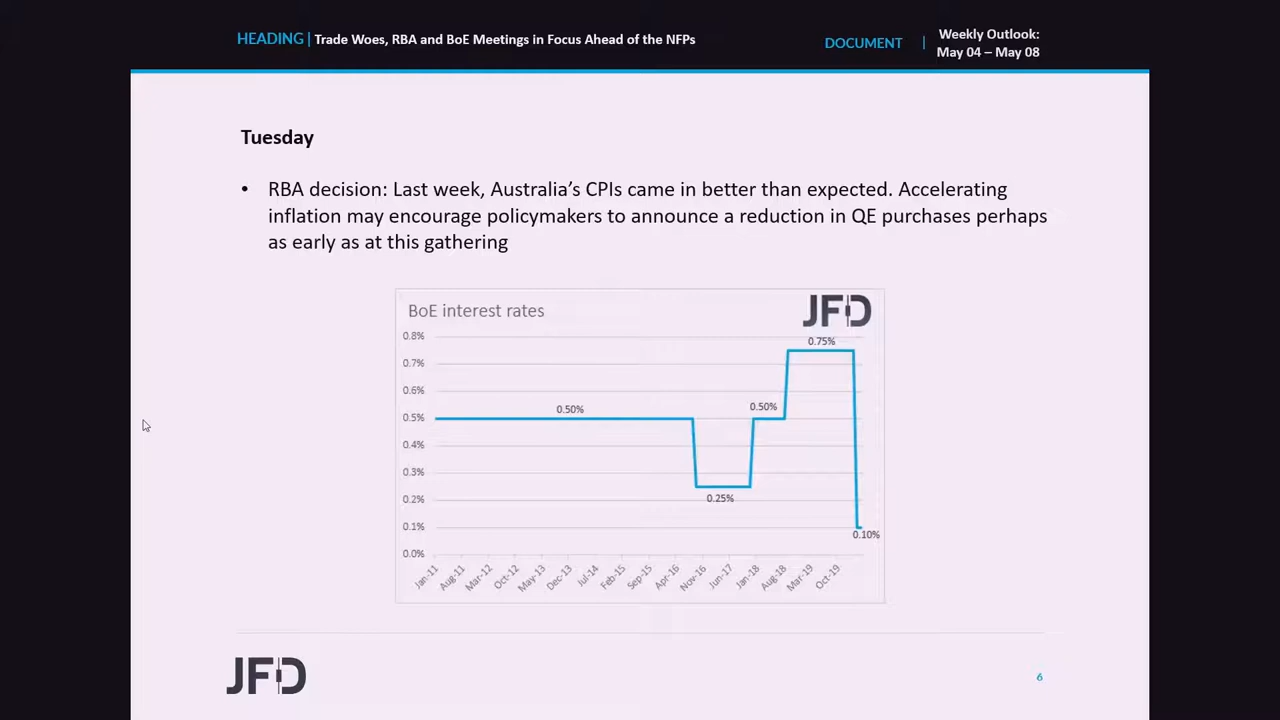 HEADING | Trade Woes, RBA and BoE Meetings in Focus Ahead of the NFPs
DOCUMENT | Weekly Outlook:
May 04 – May 08
Tuesday
• RBA decision: Last week, Australia’s CPIs came in better than expected. Accelerating
inflation may encourage policymakers to announce a reduction in QE purchases perhaps
as early as at this gathering
BoE interest rates
JFD
0.8%
0.7%
0.6%
0.5%
0.4%
0.3%
0.2%
0.1%
0.0%
0.50%
0.25%
0.50%
0.75%
0.10%
Jan-11
Aug-11
Mar-12
Oct-12
May-13
Dec-13
Jul-14
Feb-15
Sep-15
Apr-16
Nov-16
Jun-17
Jan-18
Aug-18
Mar-19
Oct-19
JFD
6